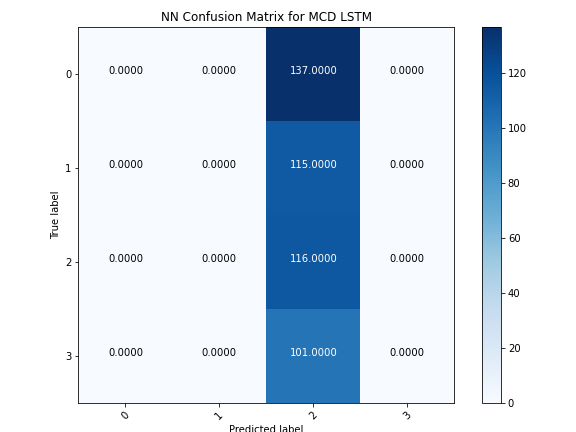 NN Confusion Matrix for MCD LSTM
0 0.0000 0.0000 137.0000 0.0000
1 0.0000 0.0000 115.0000 0.0000
2 0.0000 0.0000 116.0000 0.0000
3 0.0000 0.0000 101.0000 0.0000
True label
0 1 2 3
Predicted label
120
100
80
60
40
20
0